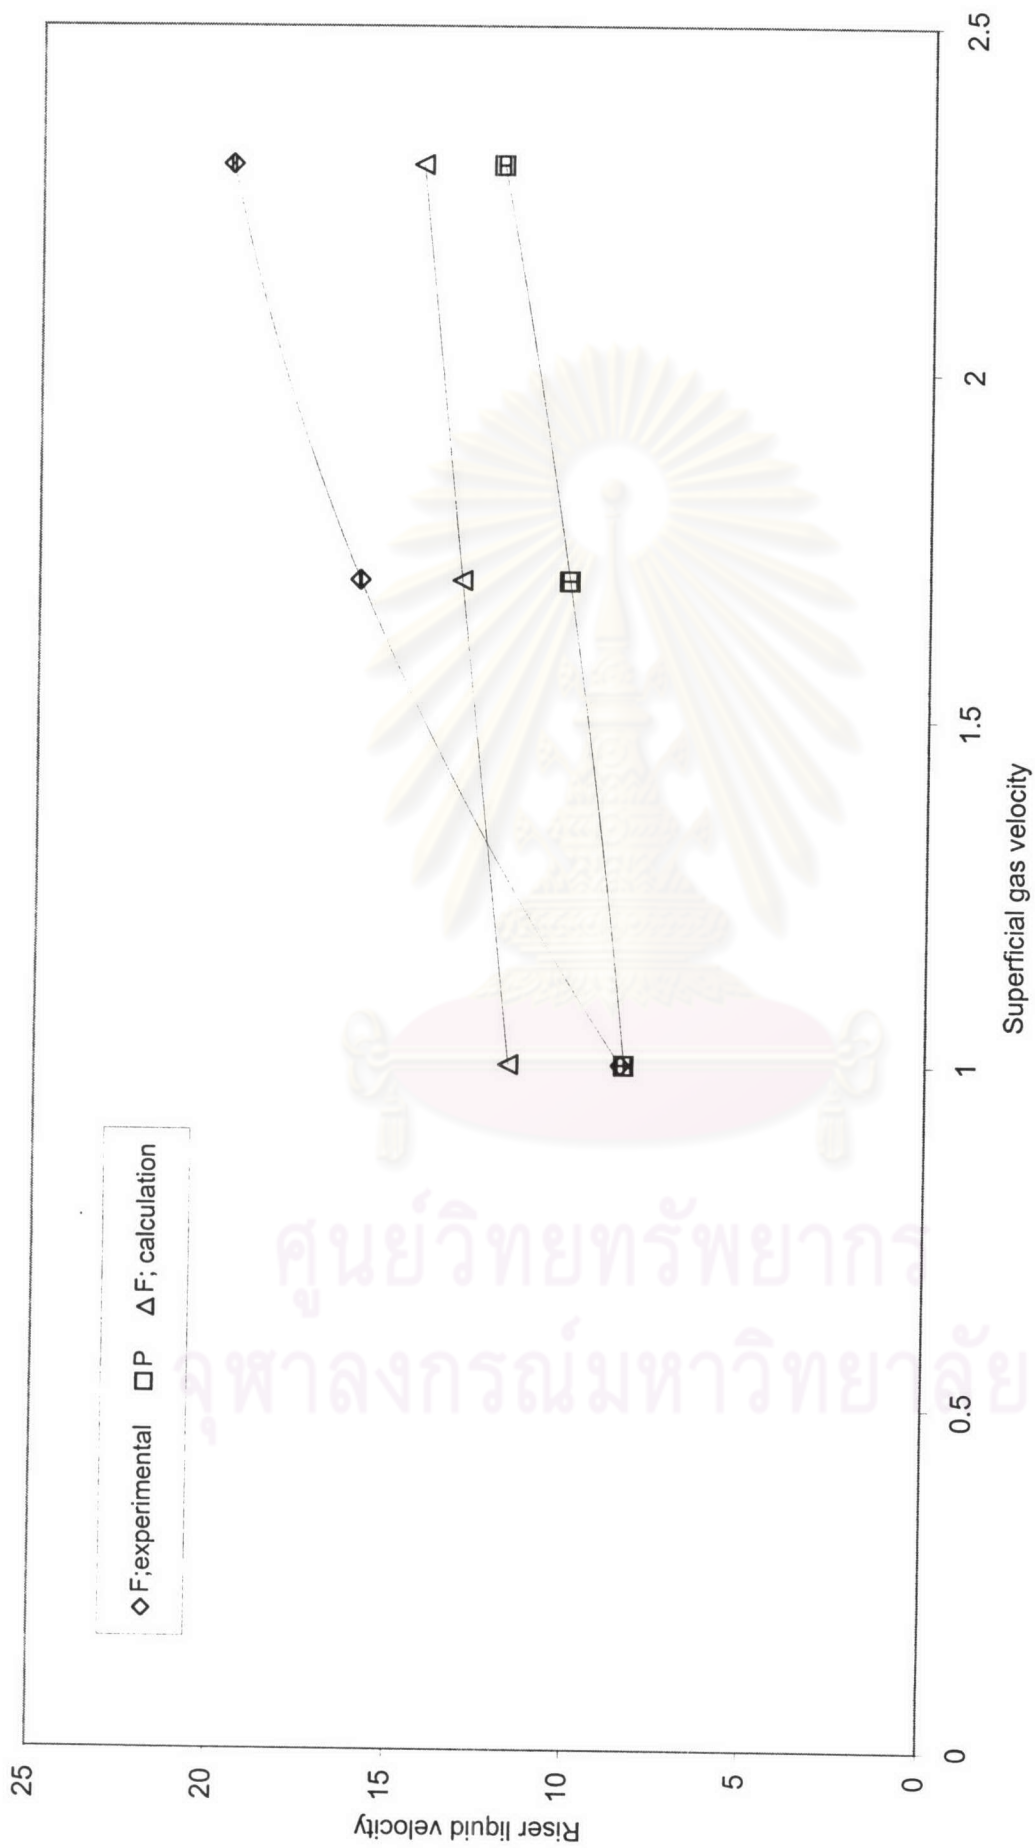 25
20
15
10
5
0
Riser liquid velocity
◇ F;experimental □ P △ F; calculation
0
0.5
1
1.5
2
2.5
Superficial gas velocity
ศูนย์วิทยทรัพยากร
จุฬาลงกรณ์มหาวิทยาลัย